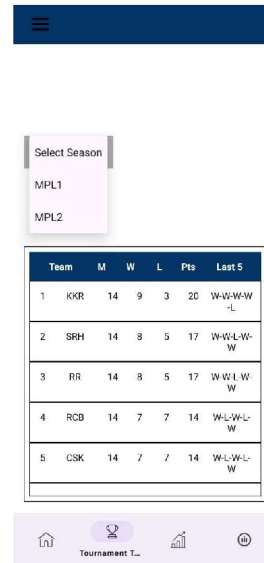 Select Season
MPL1
MPL2
Team M W L Pts Last 5
1 KKR 14 9 3 20 W-W-W-W
-L
2 SRH 14 8 5 17 W-W-L-W-
W
3 RR 14 8 5 17 W-W-L-W-
W
4 RCB 14 7 7 14 W-L-W-L-
W
5 CSK 14 7 7 14 W-L-W-L-
W
Tournament T...